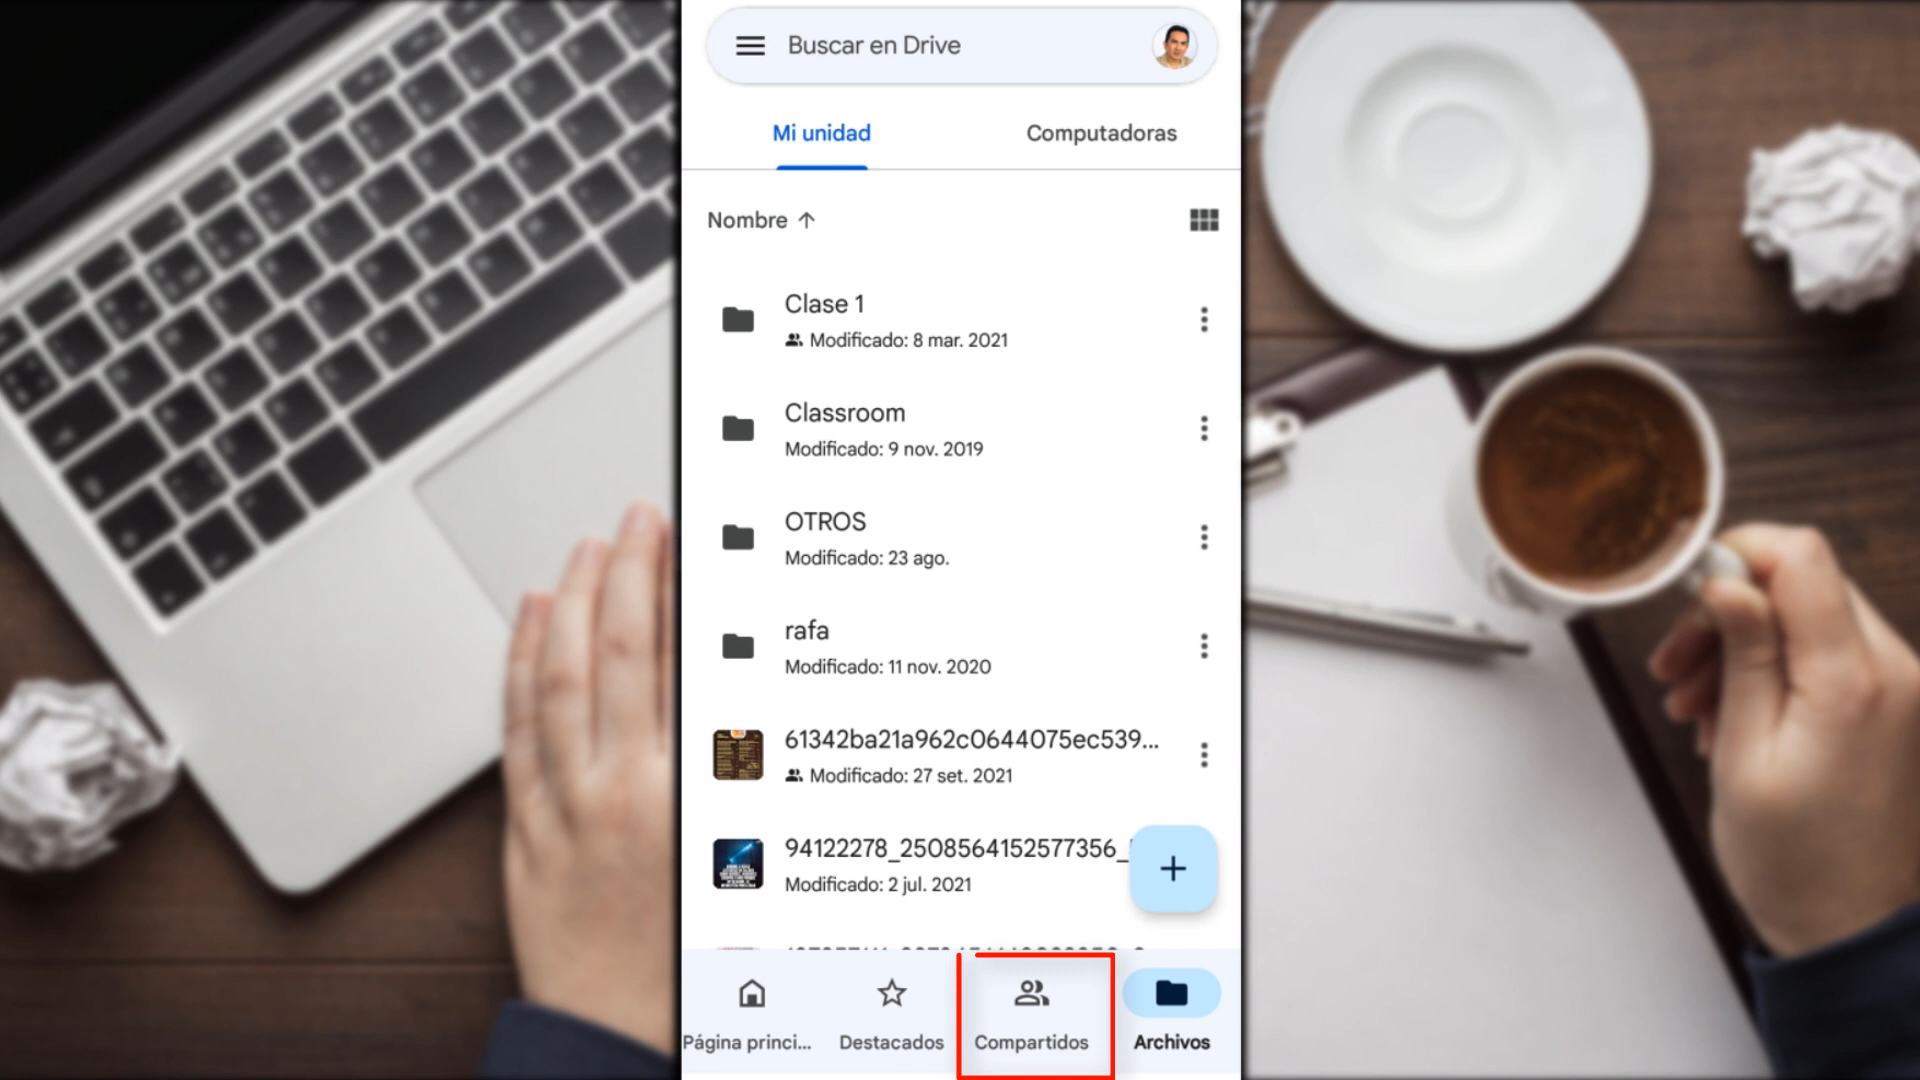 Buscar en Drive
Mi unidad
Computadoras
Nombre
Clase 1
Modificado: 8 mar. 2021
Classroom
Modificado: 9 nov. 2019
OTROS
Modificado: 23 ago.
rafa
Modificado: 11 nov. 2020
61342ba21a962c0644075ec539...
Modificado: 27 set. 2021
94122278_2508564152577356_
Modificado: 2 jul. 2021
Página princi...
Destacados
Compartidos
Archivos